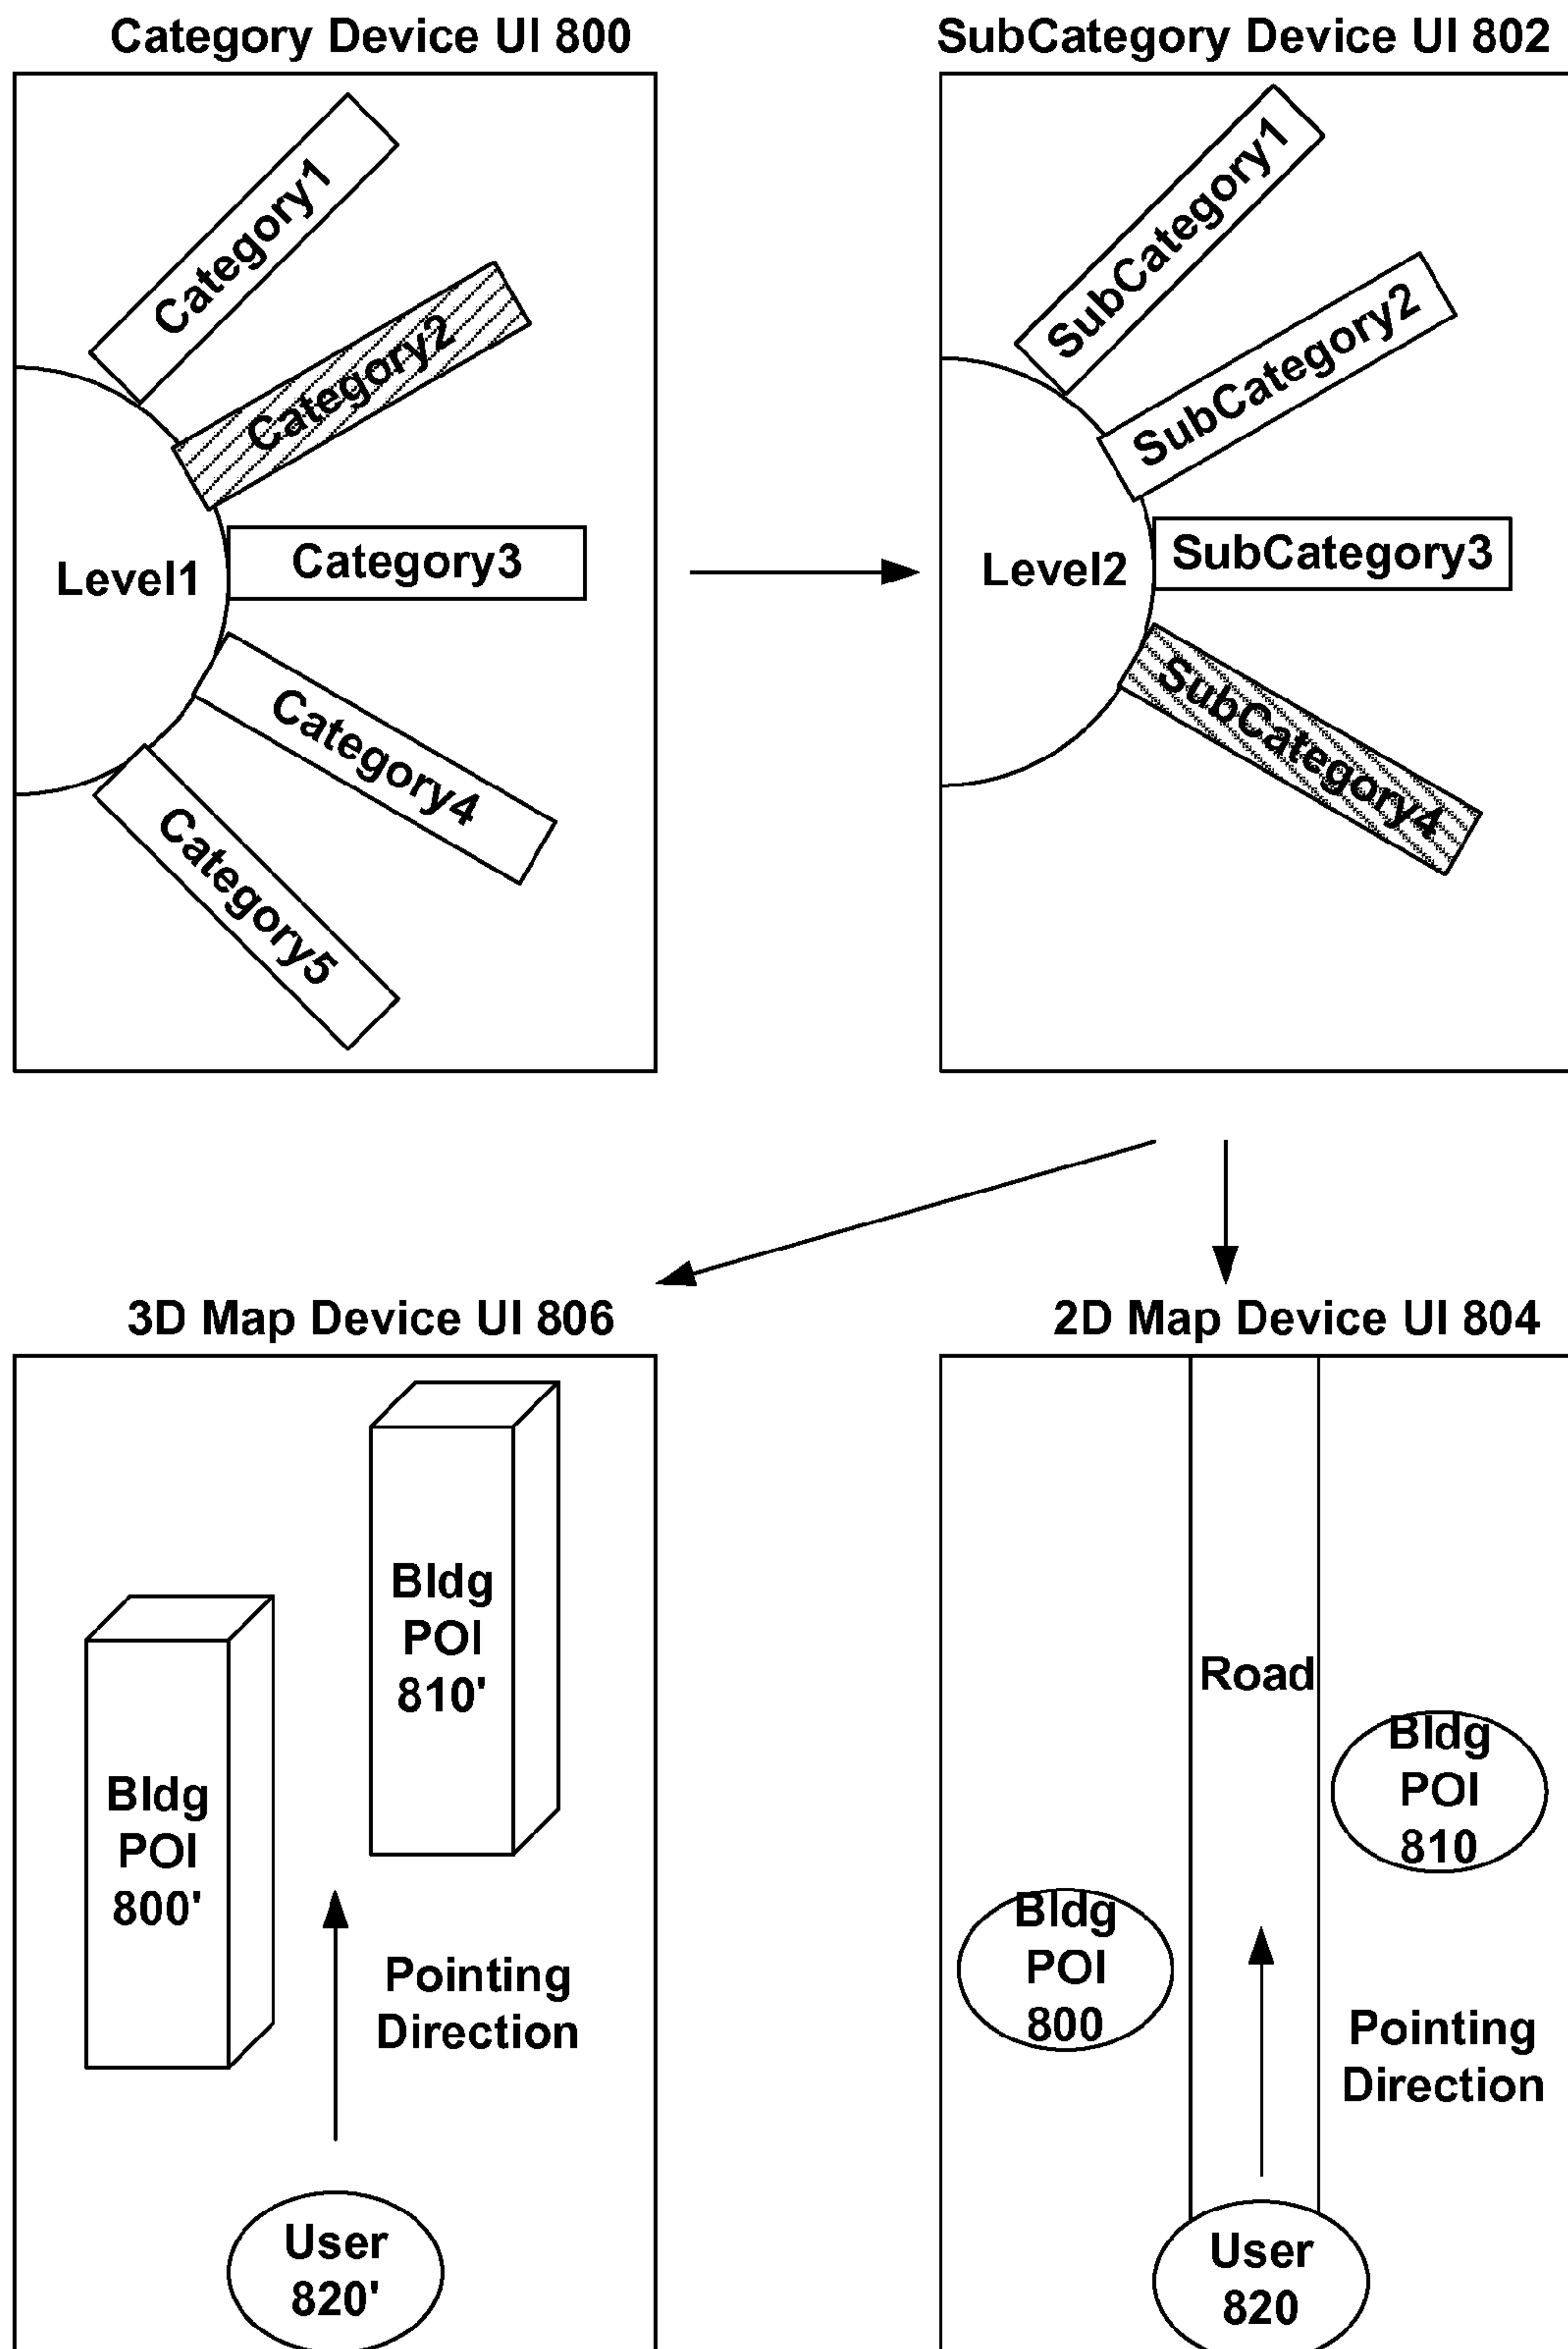 Category Device UI 800
Category1
Category2
Level1
Category3
Category4
Category5
SubCategory Device UI 802
SubCategory1
SubCategory2
Level2
SubCategory3
SubCategory4
3D Map Device UI 806
Bldg
POI
810'
Bldg
POI
800'
Pointing
Direction
User
820'
2D Map Device UI 804
Road
Bldg
POI
810
Bldg
POI
800
Pointing
Direction
User
820